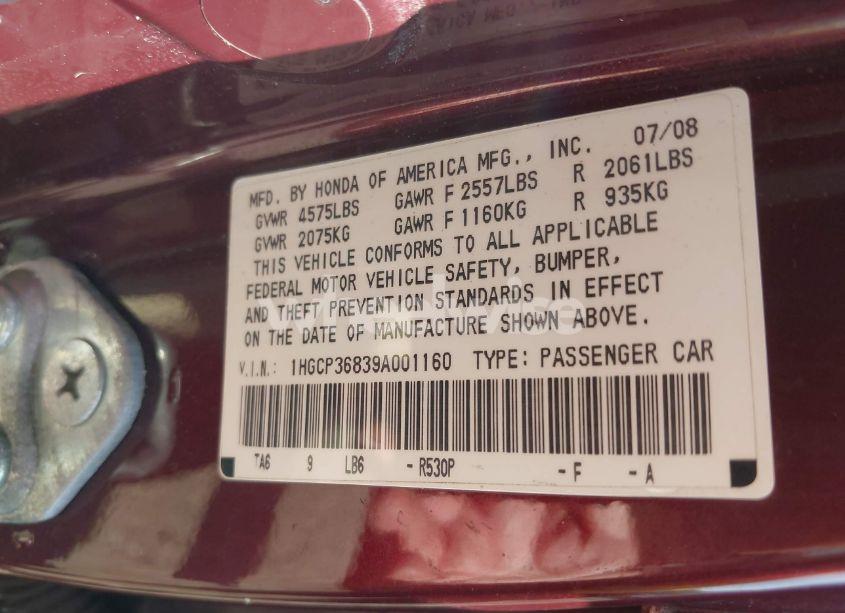 MFD. BY HONDA OF AMERICA MFG., INC. 07/08
GVWR 4575LBS GAWR F 2557LBS R 2061LBS
GVWR 2075KG GAWR F 1160KG R 935KG
THIS VEHICLE CONFORMS TO ALL APPLICABLE
FEDERAL MOTOR VEHICLE SAFETY, BUMPER,
AND THEFT PREVENTION STANDARDS IN EFFECT
ON THE DATE OF MANUFACTURE SHOWN ABOVE.
V.I.N.: 1HGCP36839A001160 TYPE: PASSENGER CAR
TA6 9 LB6 -R530P -F -A